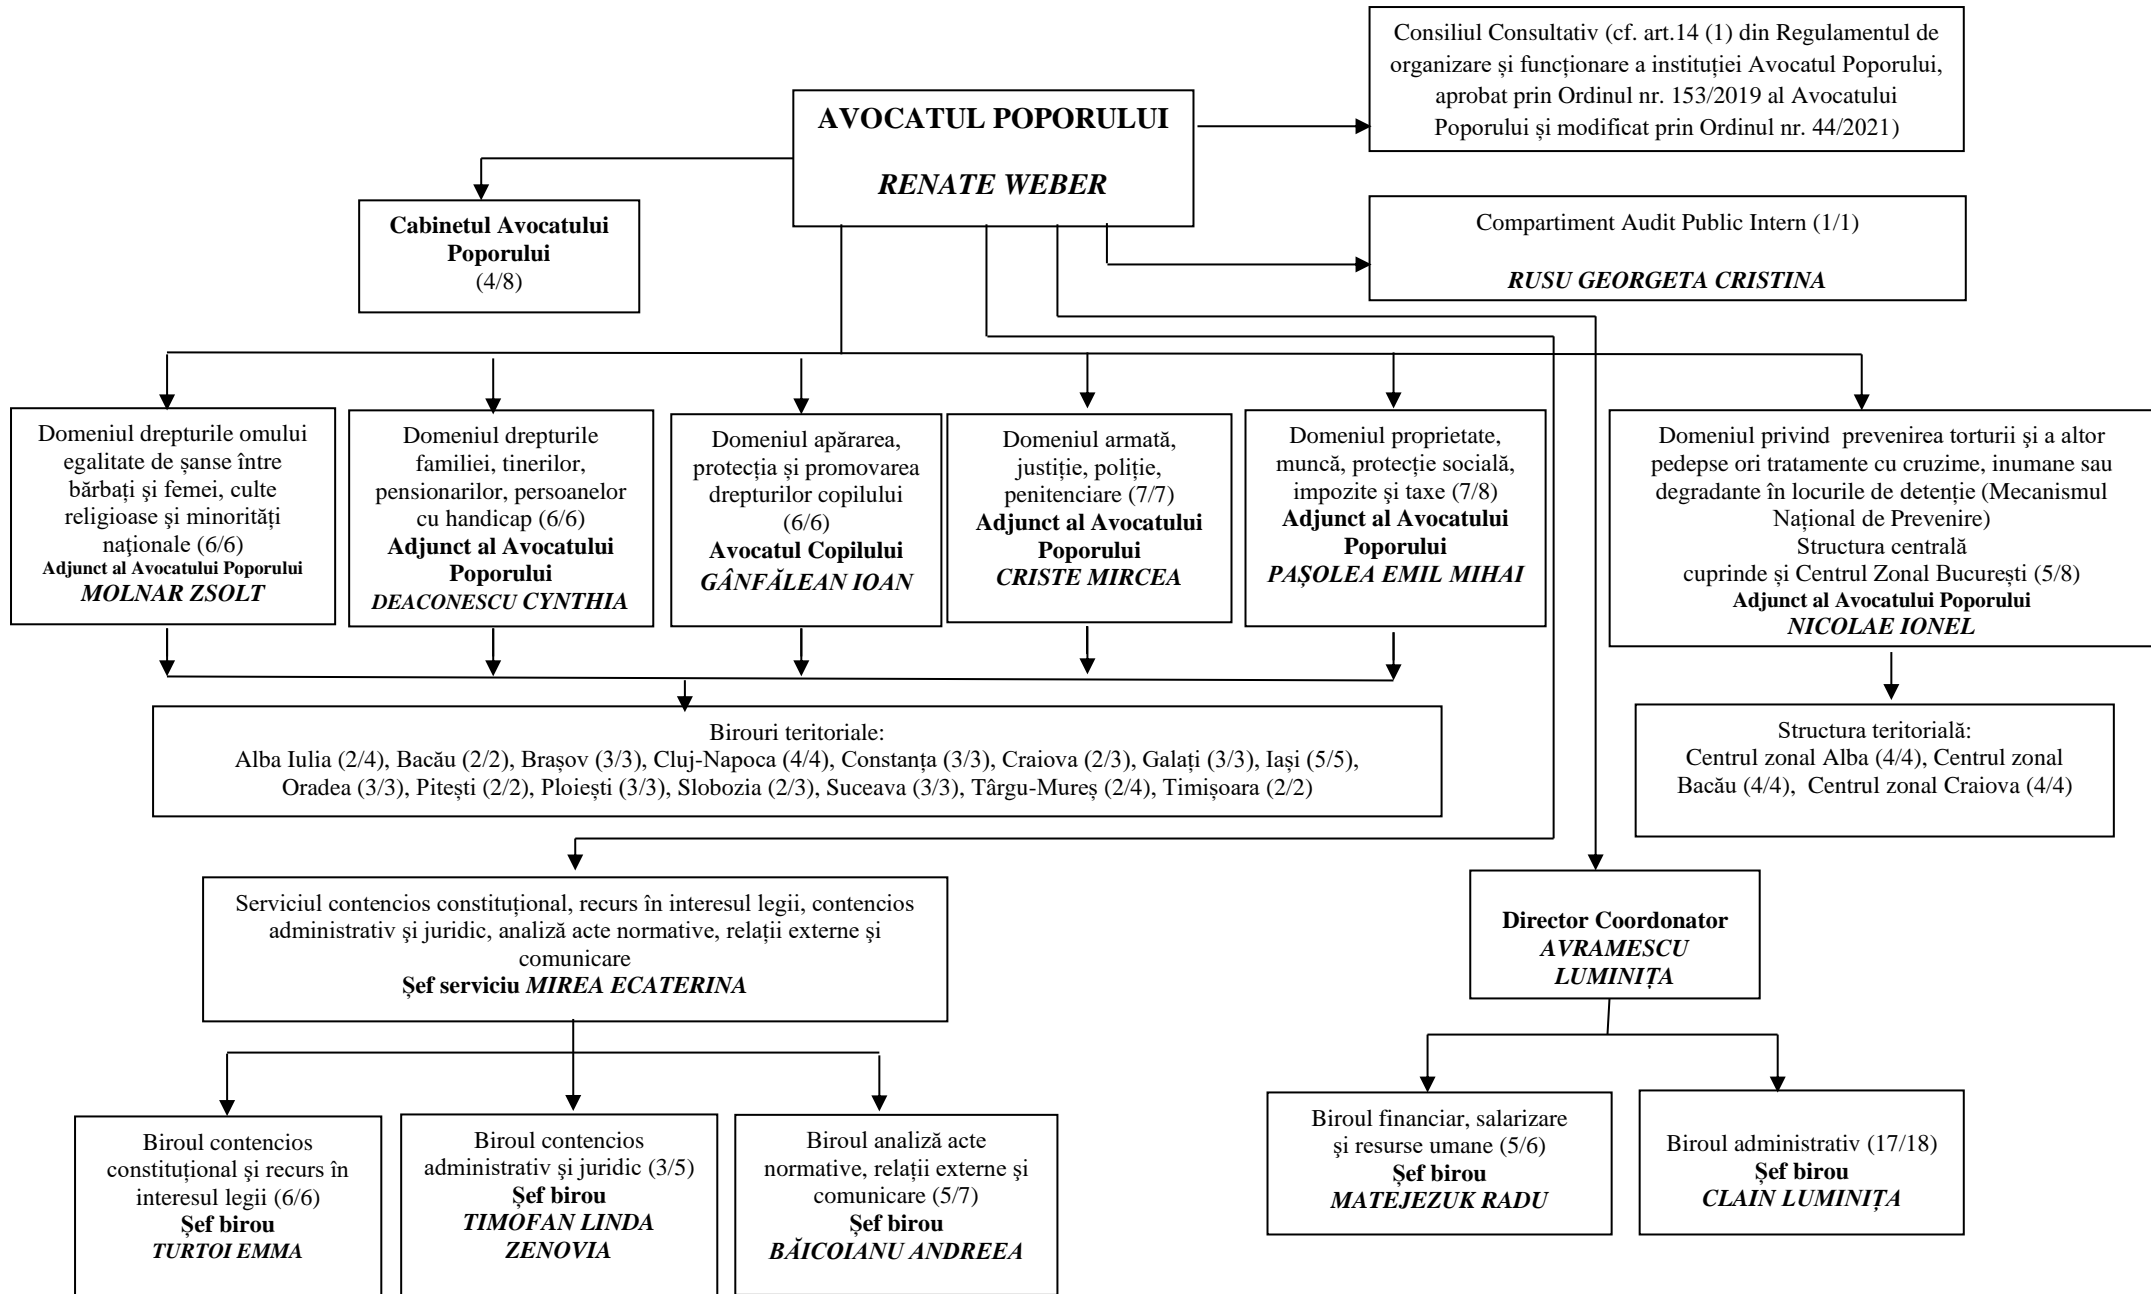 Consiliul Consultativ (cf. art.14 (1) din Regulamentul de
organizare și funcționare a instituției Avocatul Poporului,
aprobat prin Ordinul nr. 153/2019 al Avocatului
Poporului și modificat prin Ordinul nr. 44/2021)
AVOCATUL POPORULUI
RENATE WEBER
Cabinetul Avocatului
Poporului
(4/8)
Compartiment Audit Public Intern (1/1)
RUSU GEORGETA CRISTINA
Domeniul drepturile omului
egalitate de șanse între
bărbați şi femei, culte
religioase şi minorități
naţionale (6/6)
Adjunct al Avocatului Poporului
MOLNAR ZSOLT
Domeniul drepturile
familiei, tinerilor,
pensionarilor, persoanelor
cu handicap (6/6)
Adjunct al Avocatului
Poporului
DEACONESCU CYNTHIA
Domeniul apărarea,
protecția și promovarea
drepturilor copilului
(6/6)
Avocatul Copilului
GÂNFĂLEAN IOAN
Domeniul armată,
justiție, poliție,
penitenciare (7/7)
Adjunct al Avocatului
Poporului
CRISTE MIRCEA
Domeniul proprietate,
muncă, protecție socială,
impozite și taxe (7/8)
Adjunct al Avocatului
Poporului
PAȘOLEA EMIL MIHAI
Domeniul privind prevenirea torturii şi a altor
pedepse ori tratamente cu cruzime, inumane sau
degradante în locurile de detenție (Mecanismul
Național de Prevenire)
Structura centrală
cuprinde și Centrul Zonal București (5/8)
Adjunct al Avocatului Poporului
NICOLAE IONEL
Birouri teritoriale:
Alba Iulia (2/4), Bacău (2/2), Brașov (3/3), Cluj-Napoca (4/4), Constanța (3/3), Craiova (2/3), Galați (3/3), Iași (5/5),
Oradea (3/3), Pitești (2/2), Ploiești (3/3), Slobozia (2/3), Suceava (3/3), Târgu-Mureș (2/4), Timișoara (2/2)
Structura teritorială:
Centrul zonal Alba (4/4), Centrul zonal
Bacău (4/4), Centrul zonal Craiova (4/4)
Serviciul contencios constituțional, recurs în interesul legii, contencios
administrativ şi juridic, analiză acte normative, relații externe şi
comunicare
Șef serviciu MIREA ECATERINA
Director Coordonator
AVRAMESCU
LUMINIȚA
Biroul contencios
constituțional şi recurs în
interesul legii (6/6)
Șef birou
TURTOI EMMA
Biroul contencios
administrativ şi juridic (3/5)
Șef birou
TIMOFAN LINDA
ZENOVIA
Biroul analiză acte
normative, relații externe şi
comunicare (5/7)
Șef birou
BĂICOIANU ANDREEA
Biroul financiar, salarizare
şi resurse umane (5/6)
Șef birou
MATEJEZUK RADU
Biroul administrativ (17/18)
Șef birou
CLAIN LUMINIȚA